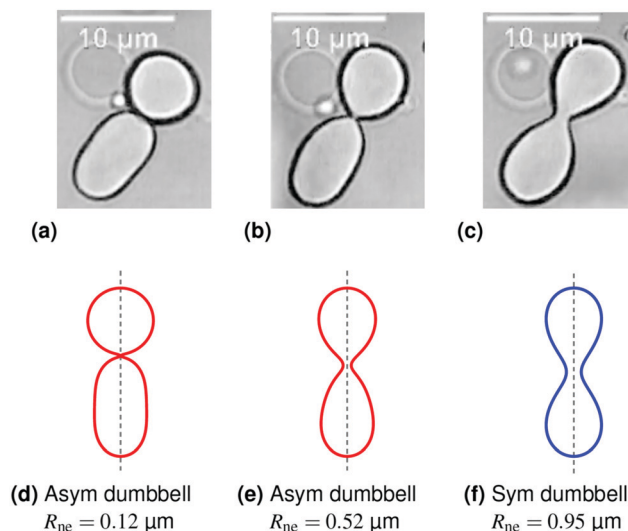 10 µm
10 µm
10 µm
(a)
(b)
(c)
(d) Asym dumbbell
R_ne = 0.12 µm
(e) Asym dumbbell
R_ne = 0.52 µm
(f) Sym dumbbell
R_ne = 0.95 µm